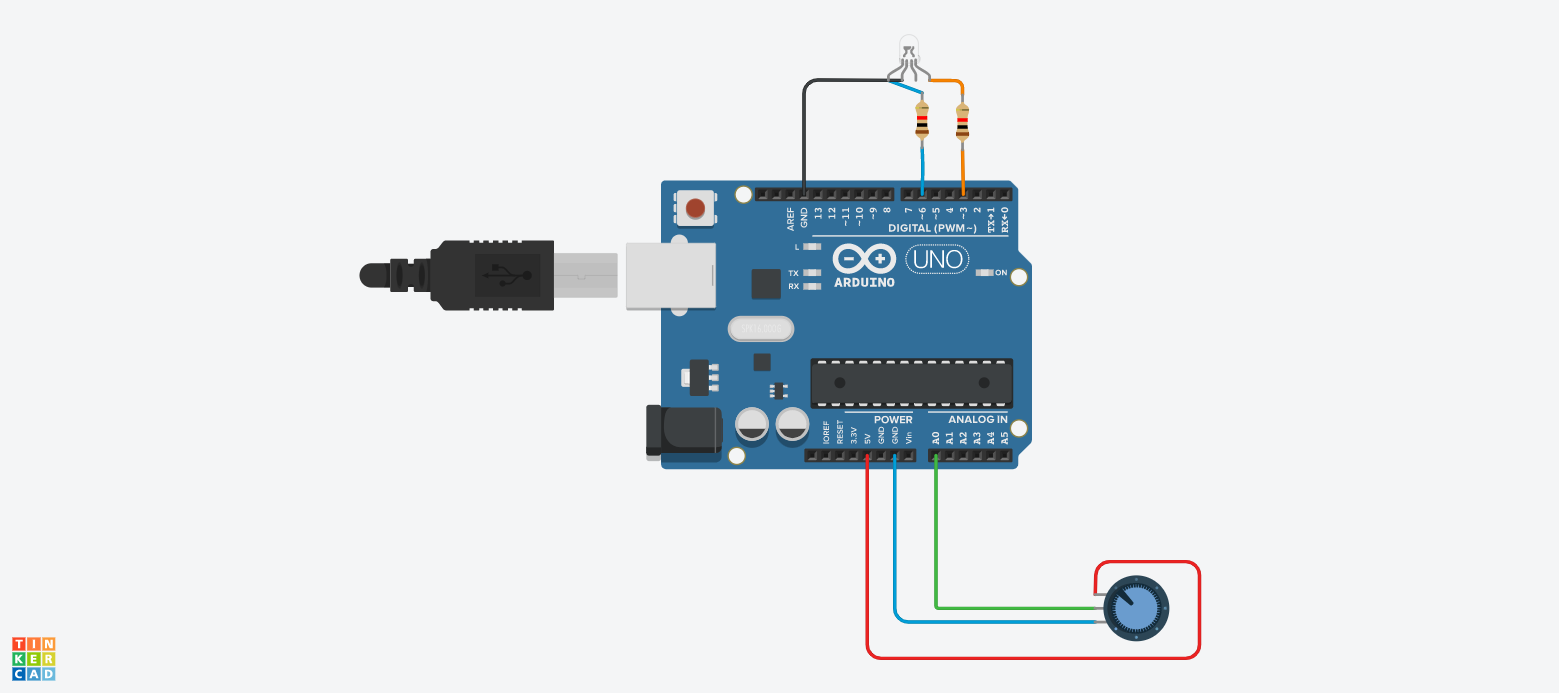 AREF
GND
13
12
~11
~10
~9
8
7
~6
~5
4
~3
2
TX→1
RX←0
DIGITAL (PWM~)
L
TX
RX
ARDUINO
UNO
ON
POWER
ANALOG IN
IOREF
RESET
3.3V
5V
GND
GND
Vin
A0
A1
A2
A3
A4
A5
TIN
KER
CAD